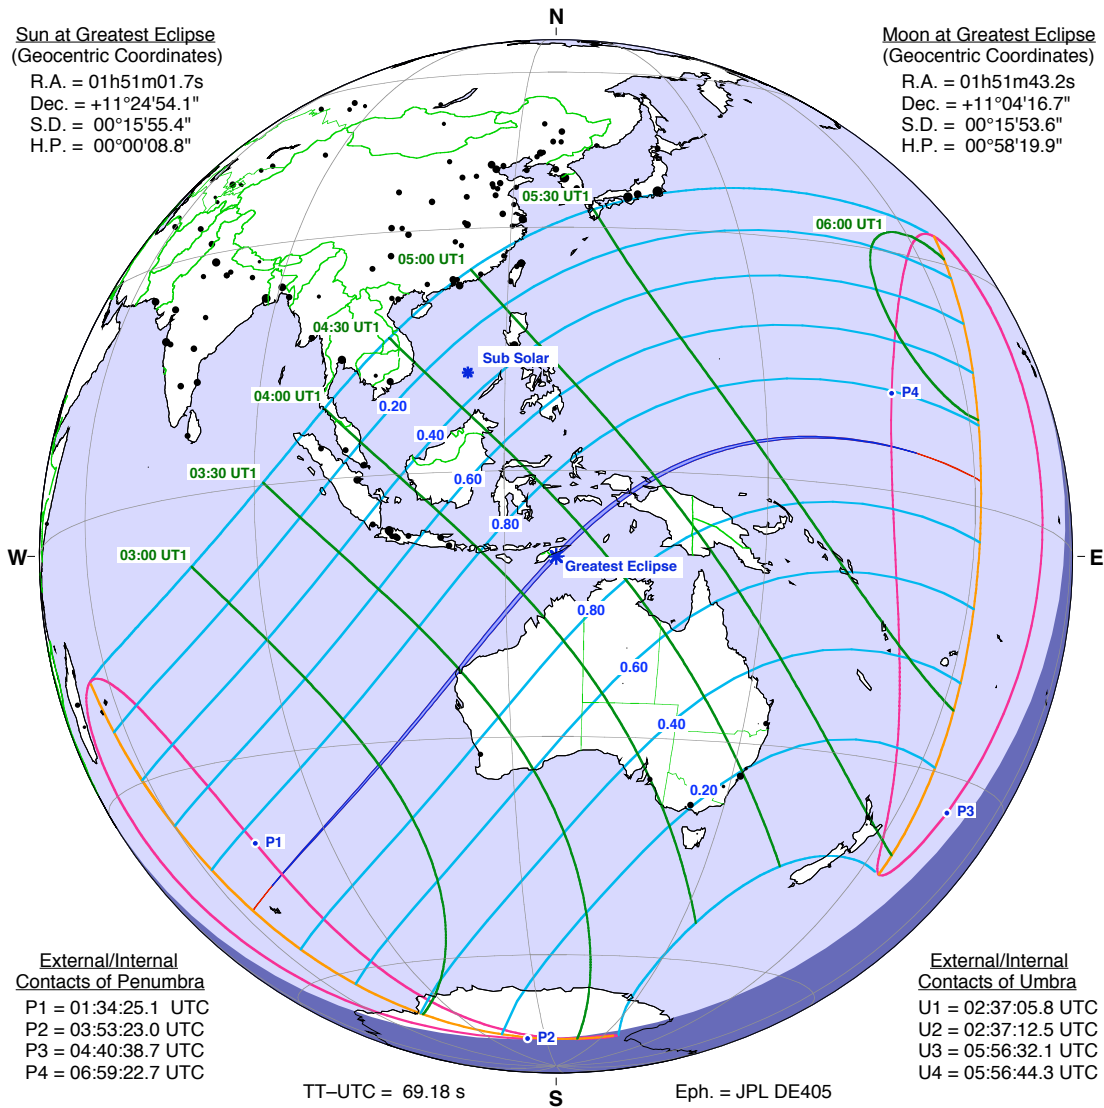 N
Sun at Greatest Eclipse
(Geocentric Coordinates)
R.A. = 01h51m01.7s
Dec. = +11°24'54.1"
S.D. = 00°15'55.4"
H.P. = 00°00'08.8"
Moon at Greatest Eclipse
(Geocentric Coordinates)
R.A. = 01h51m43.2s
Dec. = +11°04'16.7"
S.D. = 00°15'53.6"
H.P. = 00°58'19.9"
05:30 UT1
06:00 UT1
05:00 UT1
04:30 UT1
Sub Solar
04:00 UT1
P4
0.20
0.40
03:30 UT1
0.60
0.80
03:00 UT1
W
E
Greatest Eclipse
0.80
0.60
0.40
0.20
P3
P1
P2
External/Internal
Contacts of Penumbra
P1 = 01:34:25.1 UTC
P2 = 03:53:23.0 UTC
P3 = 04:40:38.7 UTC
P4 = 06:59:22.7 UTC
External/Internal
Contacts of Umbra
U1 = 02:37:05.8 UTC
U2 = 02:37:12.5 UTC
U3 = 05:56:32.1 UTC
U4 = 05:56:44.3 UTC
TT–UTC = 69.18 s
S
Eph. = JPL DE405